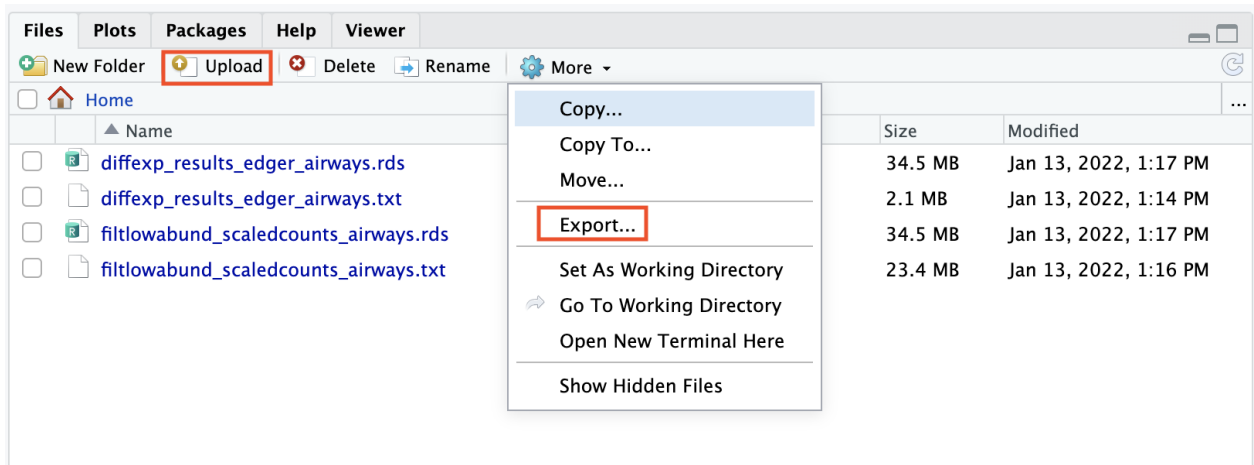 Files Plots Packages Help Viewer
New Folder Upload Delete Rename More
Home ...
Name Size Modified
diffexp_results_edger_airways.rds 34.5 MB Jan 13, 2022, 1:17 PM
diffexp_results_edger_airways.txt 2.1 MB Jan 13, 2022, 1:14 PM
filtlowabund_scaledcounts_airways.rds 34.5 MB Jan 13, 2022, 1:17 PM
filtlowabund_scaledcounts_airways.txt 23.4 MB Jan 13, 2022, 1:16 PM
Copy...
Copy To...
Move...
Export...
Set As Working Directory
Go To Working Directory
Open New Terminal Here
Show Hidden Files